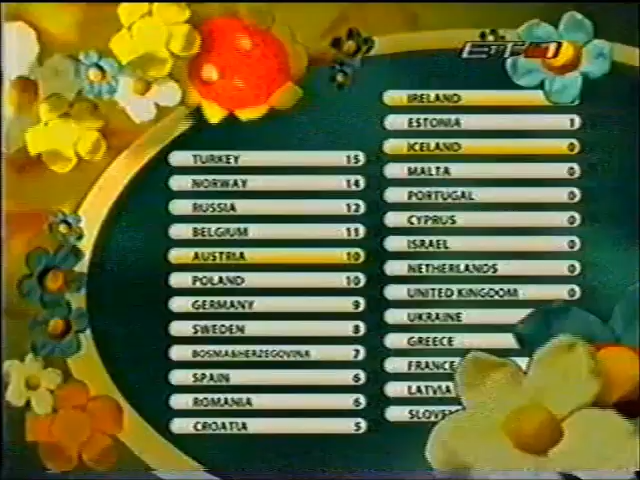 ET1
TURKEY 15
NORWAY 14
RUSSIA 12
BELGIUM 11
AUSTRIA 10
POLAND 10
GERMANY 9
SWEDEN 8
BOSNIA&HERZEGOVINA 7
SPAIN 6
ROMANIA 6
CROATIA 5
IRELAND
ESTONIA 1
ICELAND 0
MALTA 0
PORTUGAL 0
CYPRUS 0
ISRAEL 0
NETHERLANDS 0
UNITED KINGDOM 0
UKRAINE
GREECE
FRANCE
LATVIA
SLOVE